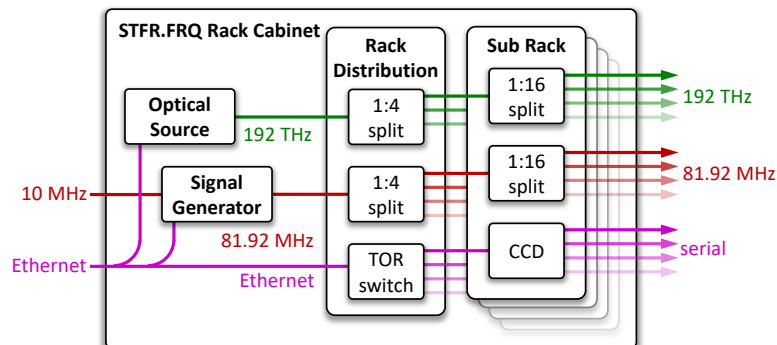 STFR.FRQ Rack Cabinet
Rack
Distribution
Sub Rack
Optical
Source
192 THz
1:4
split
1:16
split
192 THz
10 MHz
Signal
Generator
81.92 MHz
1:4
split
1:16
split
81.92 MHz
Ethernet
Ethernet
TOR
switch
CCD
serial